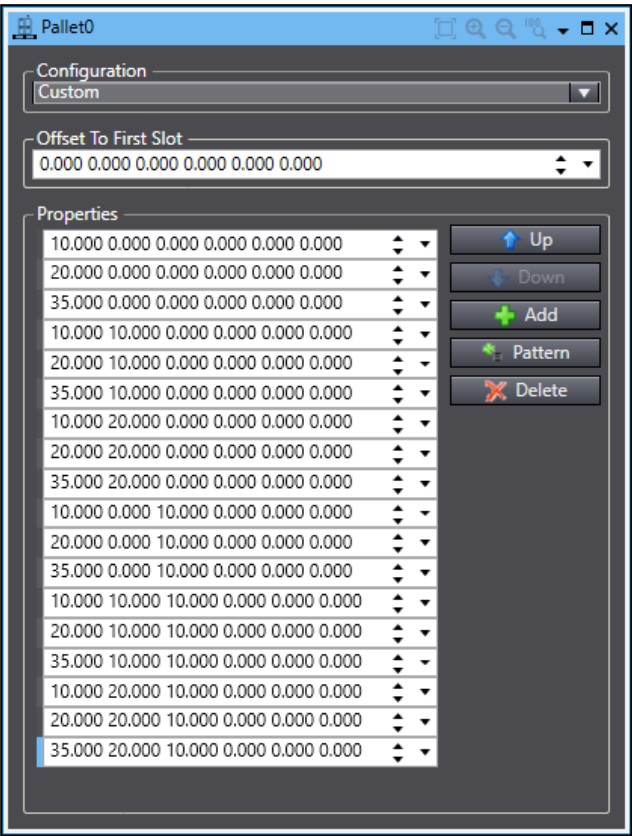 Pallet0
Configuration
Custom
Offset To First Slot
0.000 0.000 0.000 0.000 0.000 0.000
Properties
10.000 0.000 0.000 0.000 0.000 0.000
Up
20.000 0.000 0.000 0.000 0.000 0.000
Down
35.000 0.000 0.000 0.000 0.000 0.000
Add
10.000 10.000 0.000 0.000 0.000 0.000
Pattern
20.000 10.000 0.000 0.000 0.000 0.000
35.000 10.000 0.000 0.000 0.000 0.000
Delete
10.000 20.000 0.000 0.000 0.000 0.000
20.000 20.000 0.000 0.000 0.000 0.000
35.000 20.000 0.000 0.000 0.000 0.000
10.000 0.000 10.000 0.000 0.000 0.000
20.000 0.000 10.000 0.000 0.000 0.000
35.000 0.000 10.000 0.000 0.000 0.000
10.000 10.000 10.000 0.000 0.000 0.000
20.000 10.000 10.000 0.000 0.000 0.000
35.000 10.000 10.000 0.000 0.000 0.000
10.000 20.000 10.000 0.000 0.000 0.000
20.000 20.000 10.000 0.000 0.000 0.000
35.000 20.000 10.000 0.000 0.000 0.000